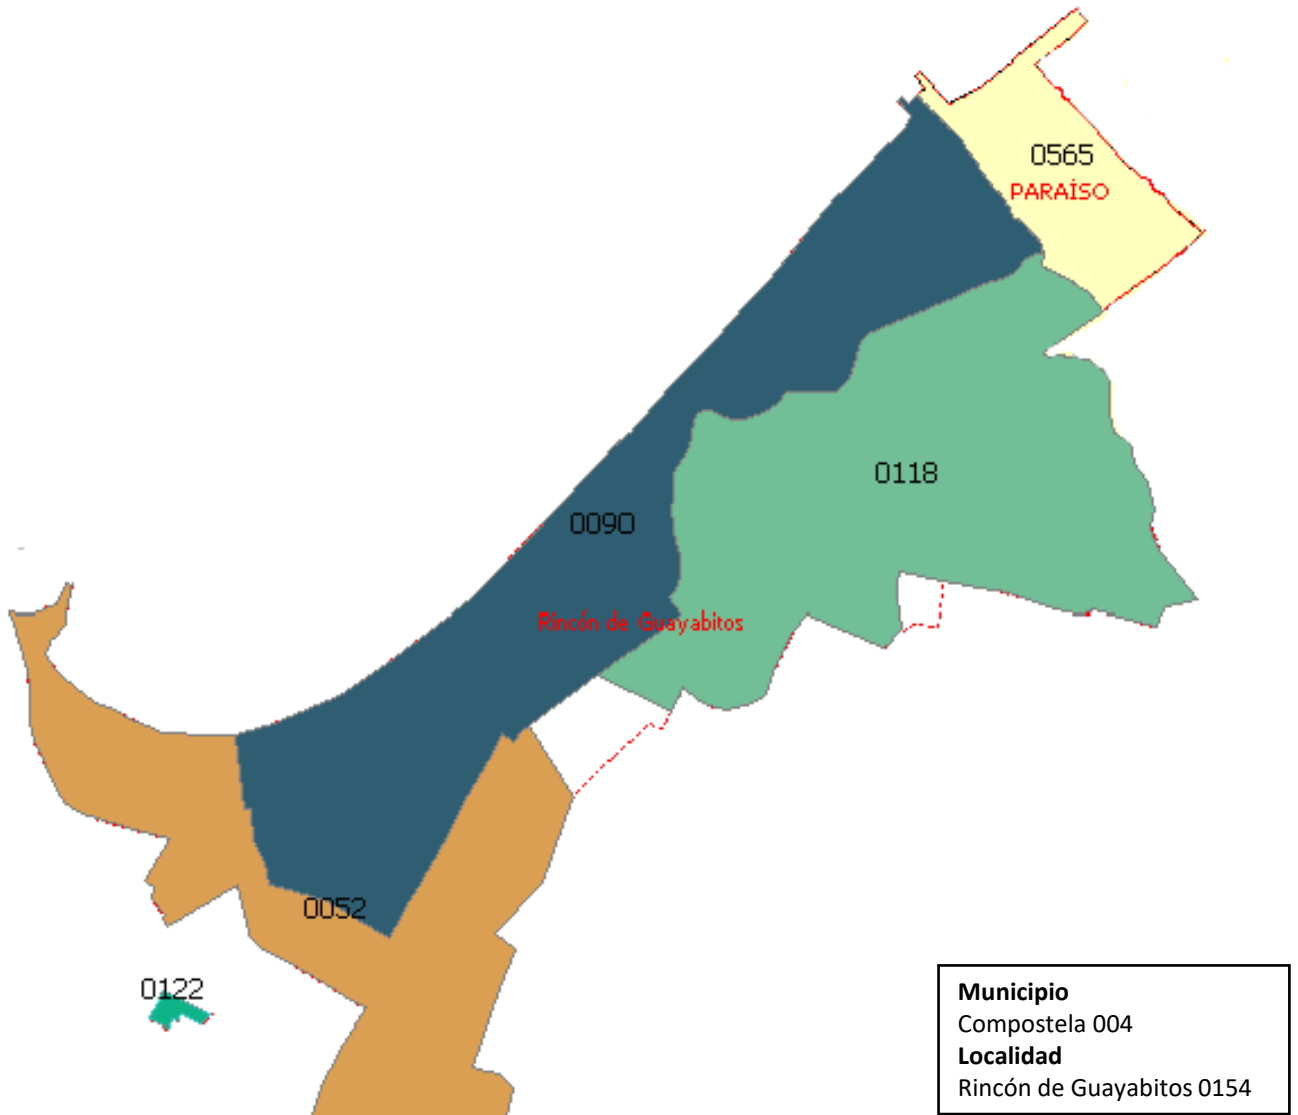 0565
PARAÍSO
0118
0090
Rincón de Guayabitos
0052
0122
Municipio
Compostela 004
Localidad
Rincón de Guayabitos 0154